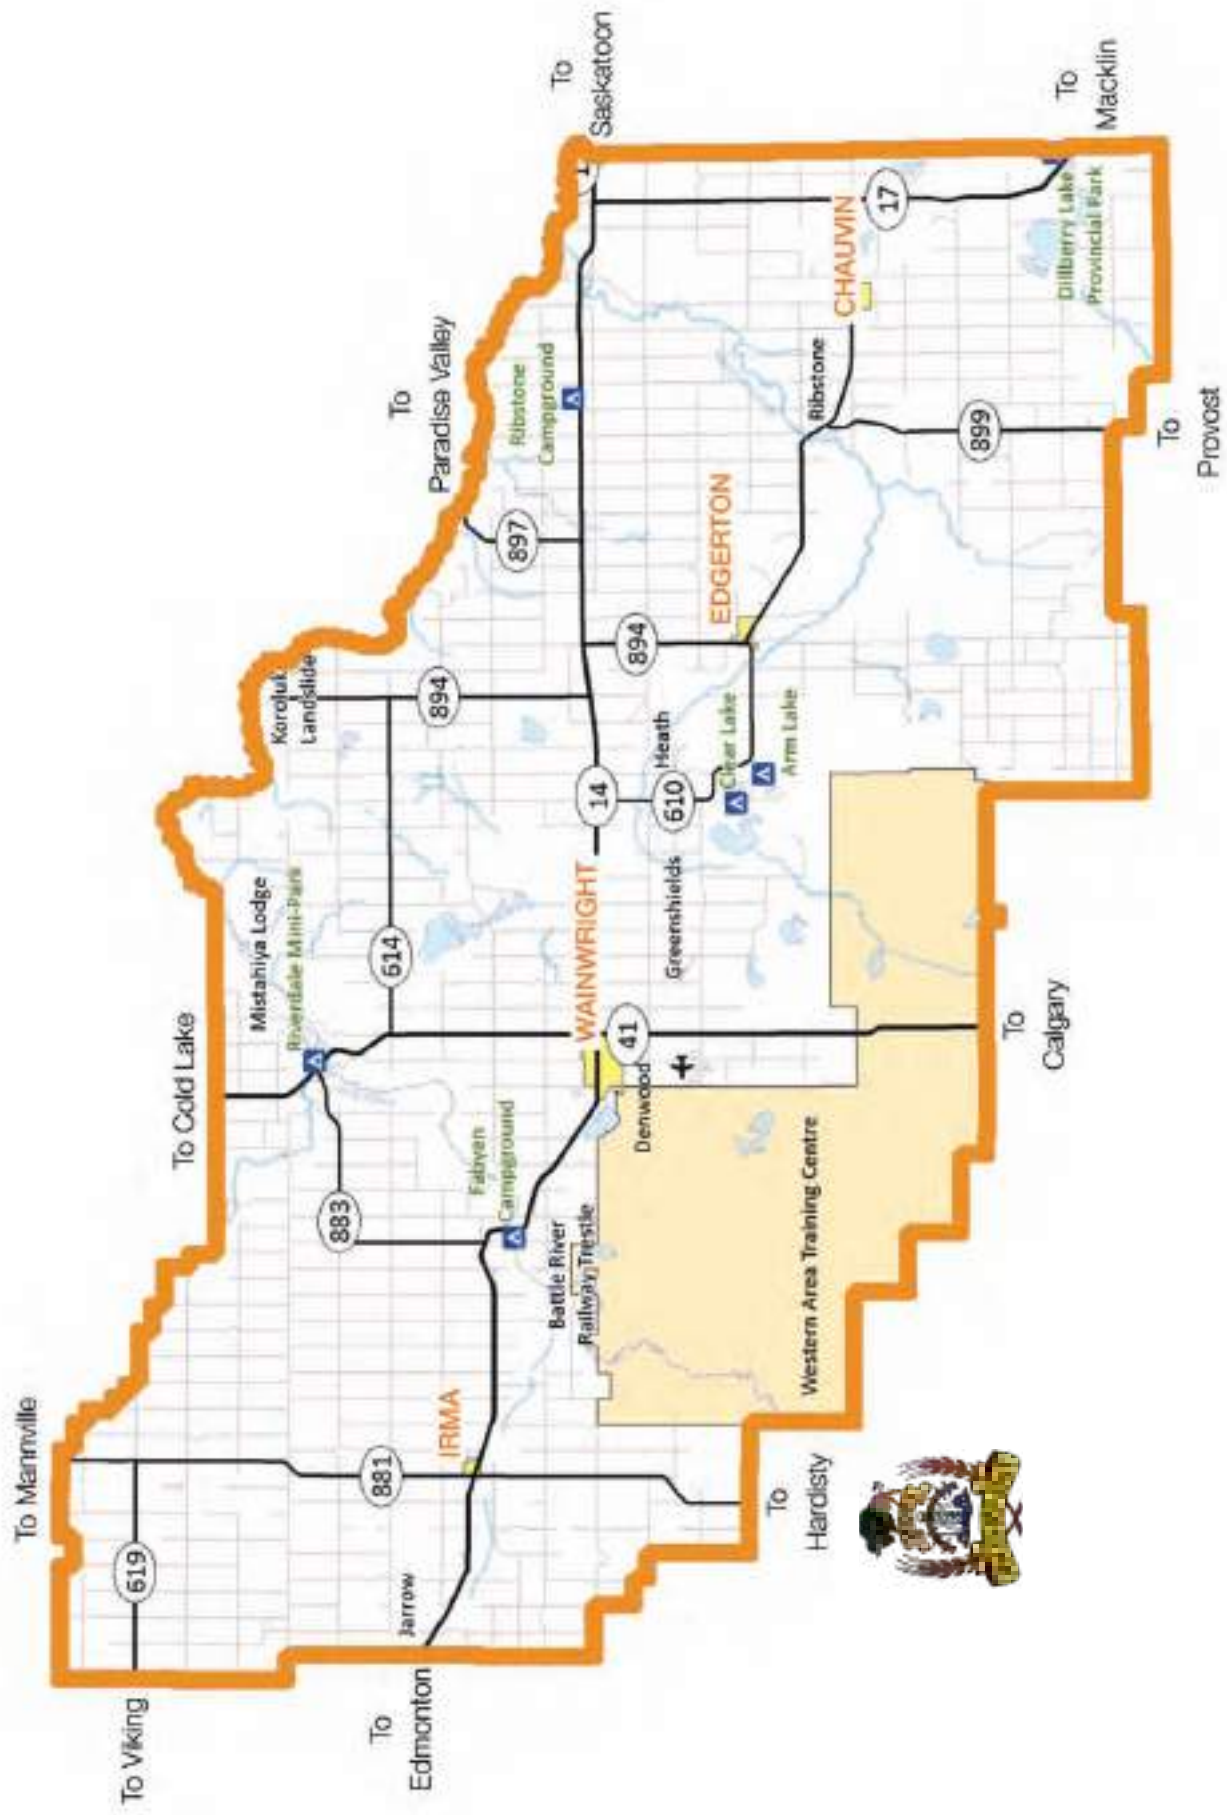 To Mannville
To Viking
619
To Cold Lake
Mistahiya Lodge
Riverdale Mini-Park
Koroluk
Landslide
881
883
614
894
To
Paradise Valley
To
Edmonton
Jarrow
IRMA
Fabyan
Campground
897
Ribstone
Campground
Battle River
Railway Trestle
WAINWRIGHT
14
To
Saskatoon
Denwood
41
Greenshields
610
Heath
894
Clear Lake
Arm Lake
EDGERTON
Ribstone
CHAUVIN
17
Western Area Training Centre
899
Dillberry Lake
Provincial Park
To
Hardisty
To
Calgary
To
Provost
To
Macklin